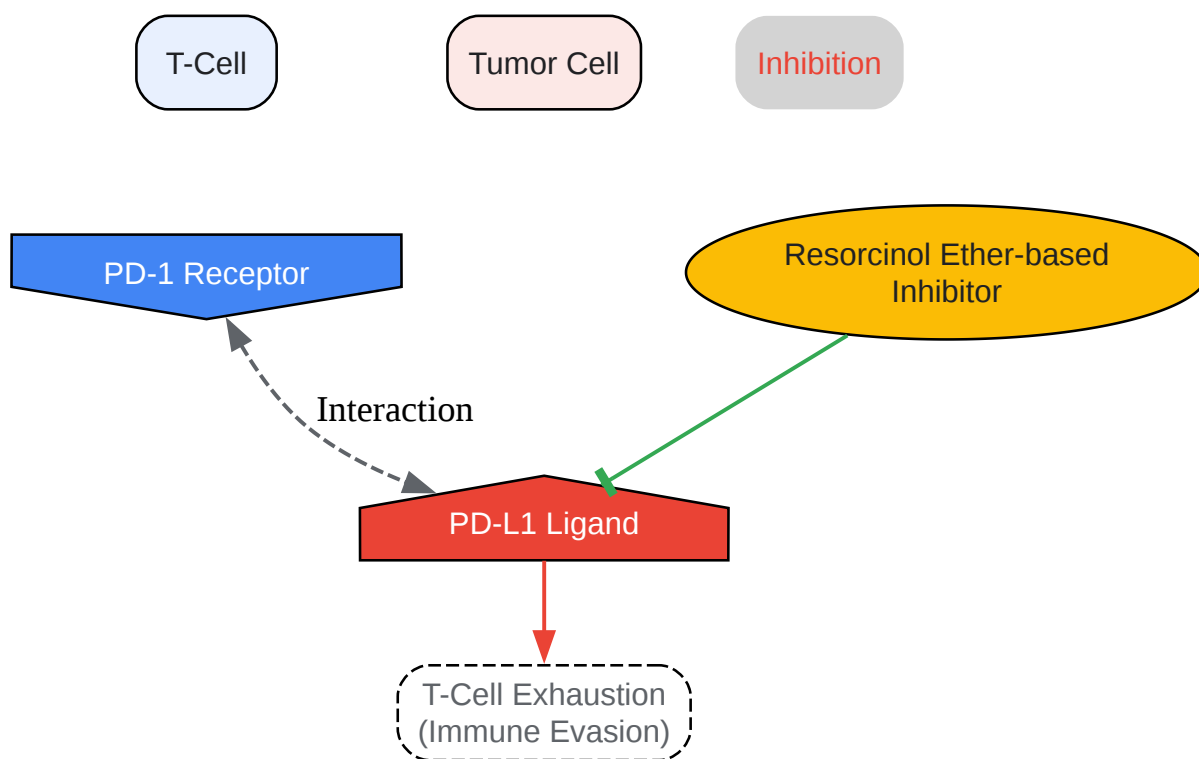 T-Cell
Tumor Cell
Inhibition
PD-1 Receptor
Resorcinol Ether-based
Inhibitor
Interaction
PD-L1 Ligand
T-Cell Exhaustion
(Immune Evasion)